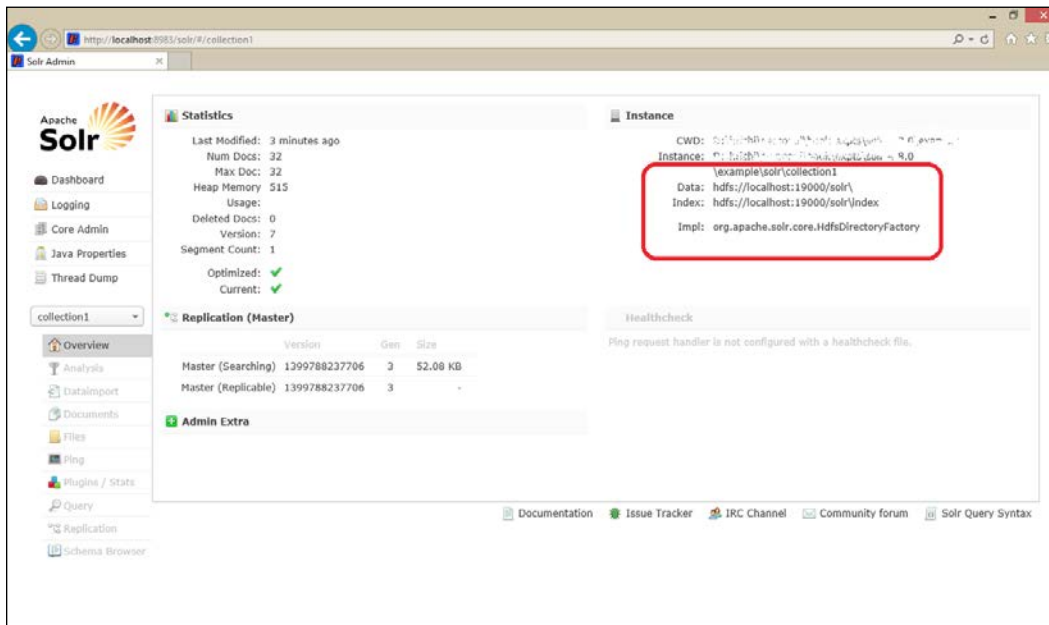 http://localhost:8983/solr/#/collection1
Solr Admin
Apache
Solr
Dashboard
Logging
Core Admin
Java Properties
Thread Dump
collection1
Overview
Analysis
Dataimport
Documents
Files
Ping
Plugins / Stats
Query
Replication
Schema Browser
Statistics
Last Modified: 3 minutes ago
Num Docs: 32
Max Doc: 32
Heap Memory 515
Usage:
Deleted Docs: 0
Version: 7
Segment Count: 1
Optimized:
Current:
Instance
CWD:
Instance:
\example\solr\collection1
Data: hdfs://localhost:19000/solr\
Index: hdfs://localhost:19000/solr\index
Impl: org.apache.solr.core.HdfsDirectoryFactory
Replication (Master)
Version Gen Size
Master (Searching) 1399788237706 3 52.08 KB
Master (Replicable) 1399788237706 3 -
Healthcheck
Ping request handler is not configured with a healthcheck file.
Admin Extra
Documentation Issue Tracker IRC Channel Community forum Solr Query Syntax